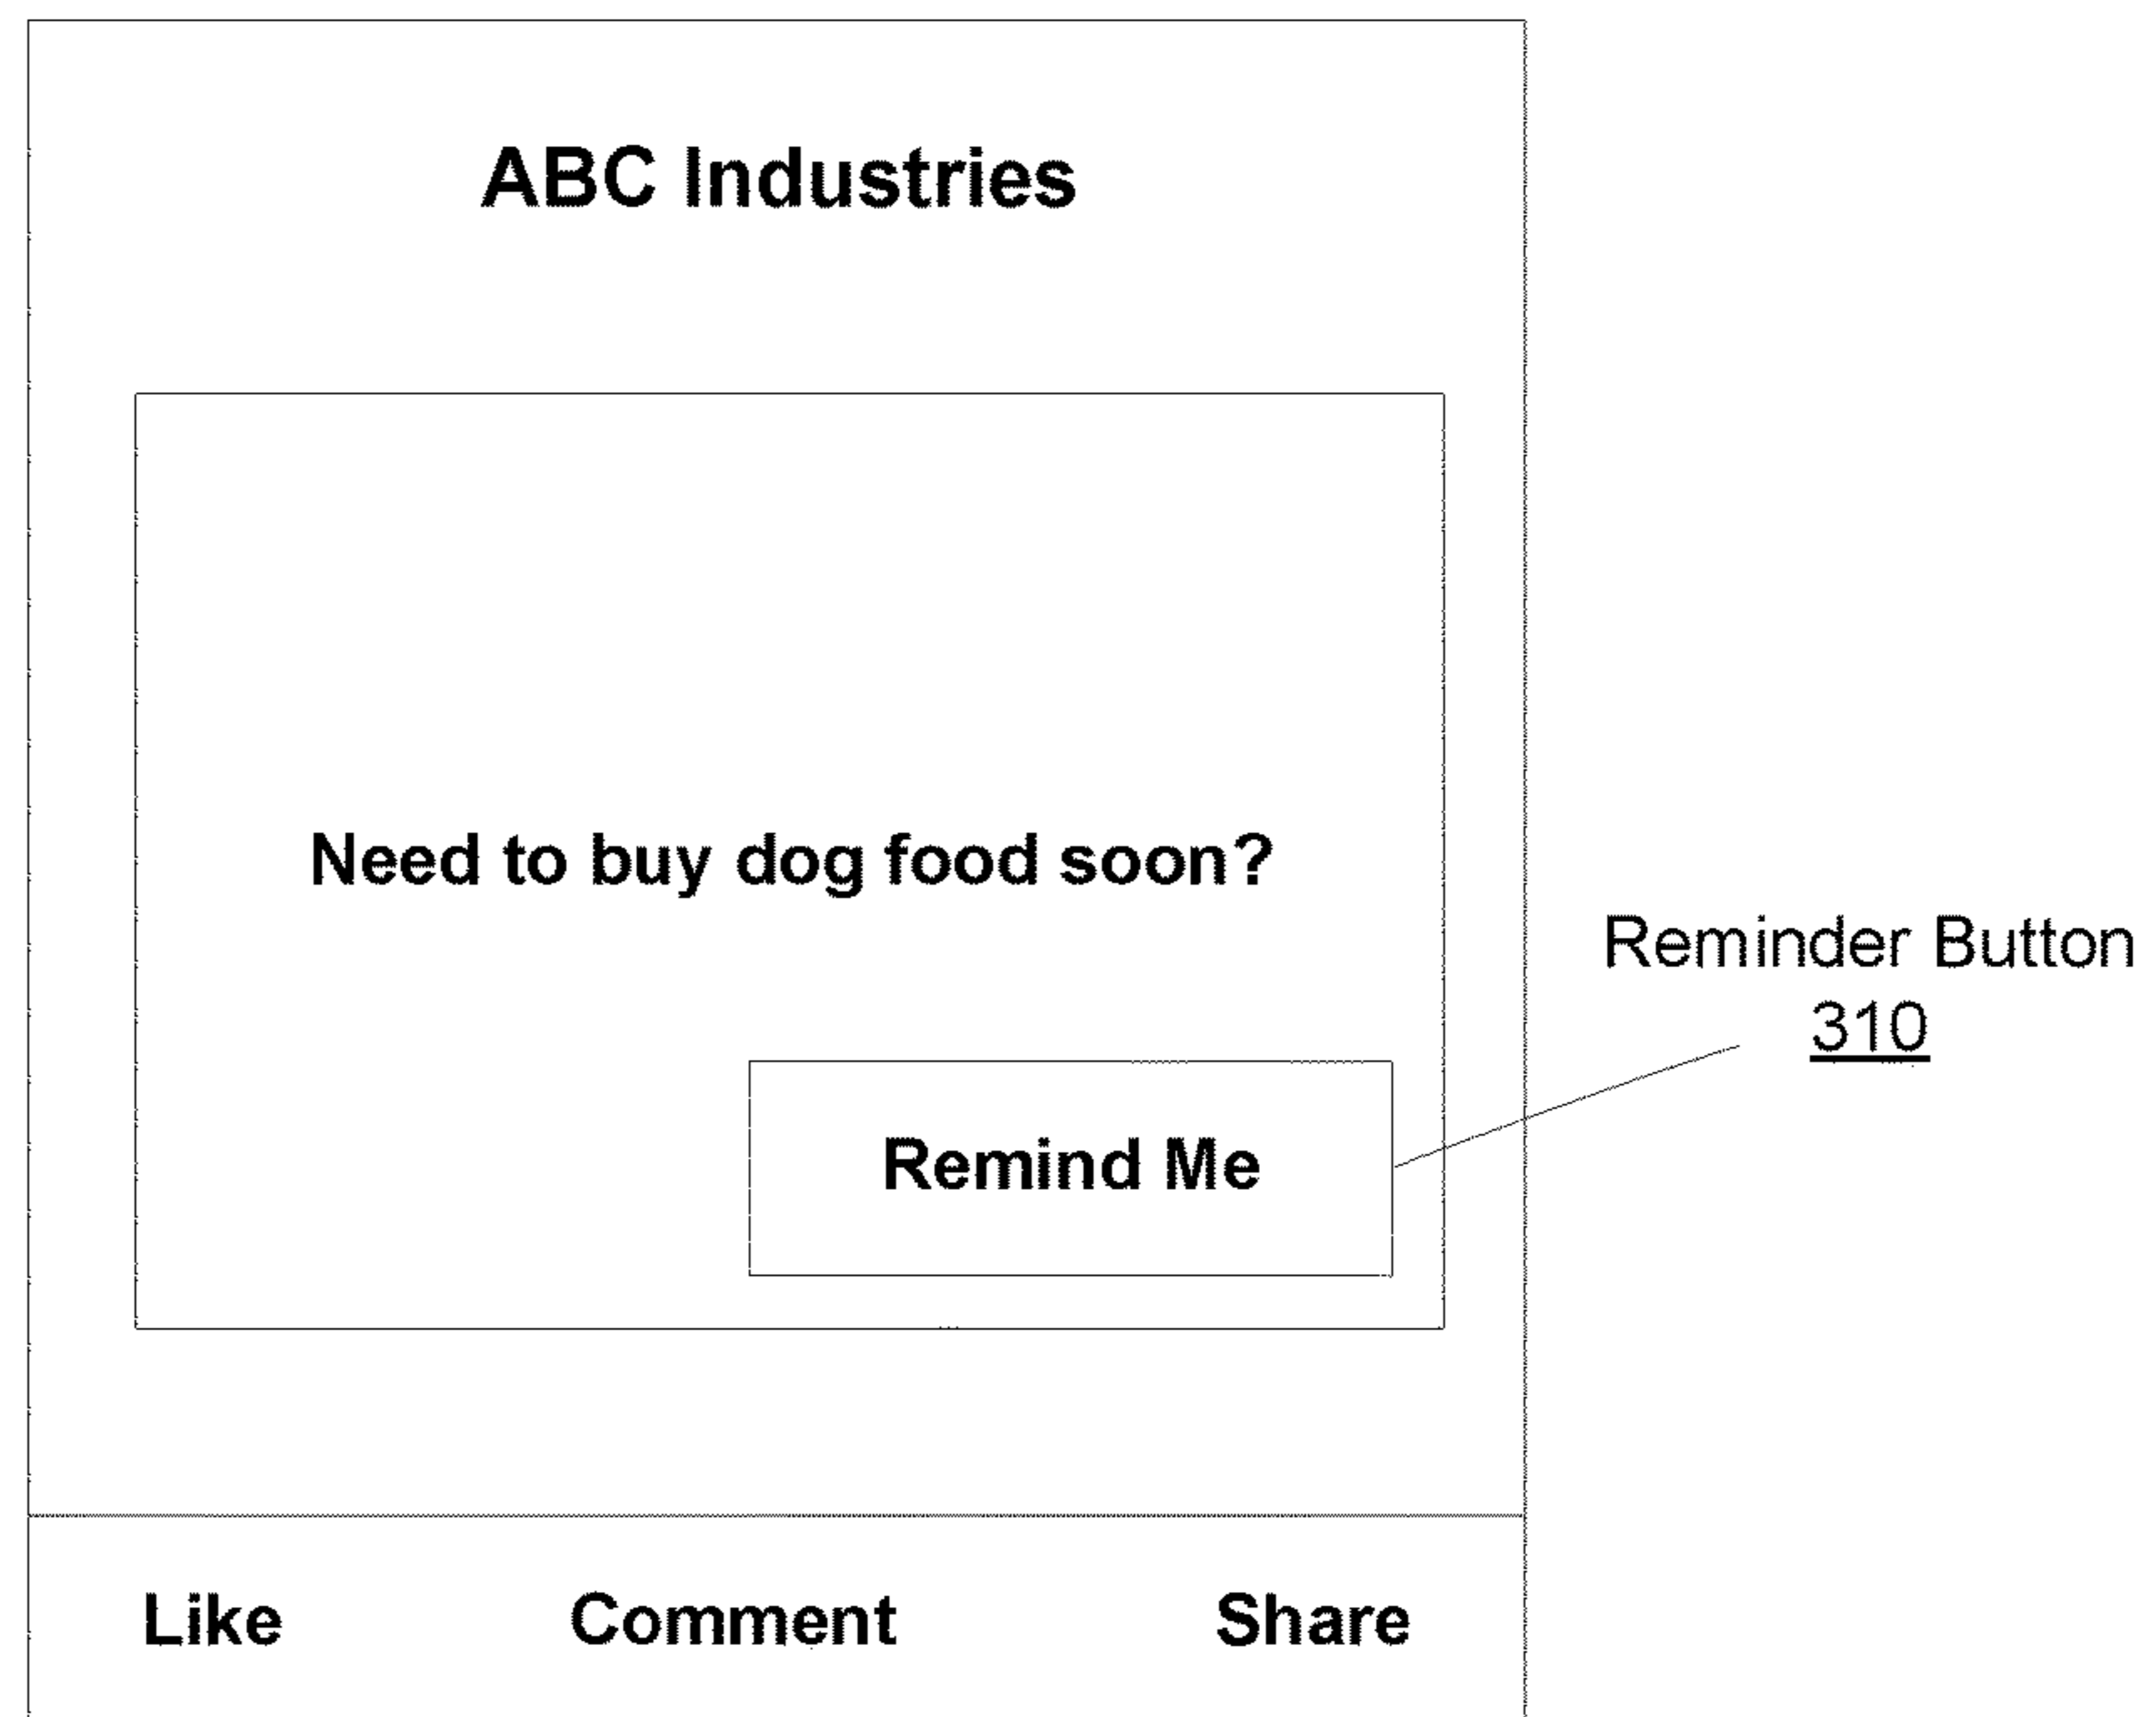 ABC Industries
Need to buy dog food soon?
Reminder Button
310
Remind Me
Like Comment Share